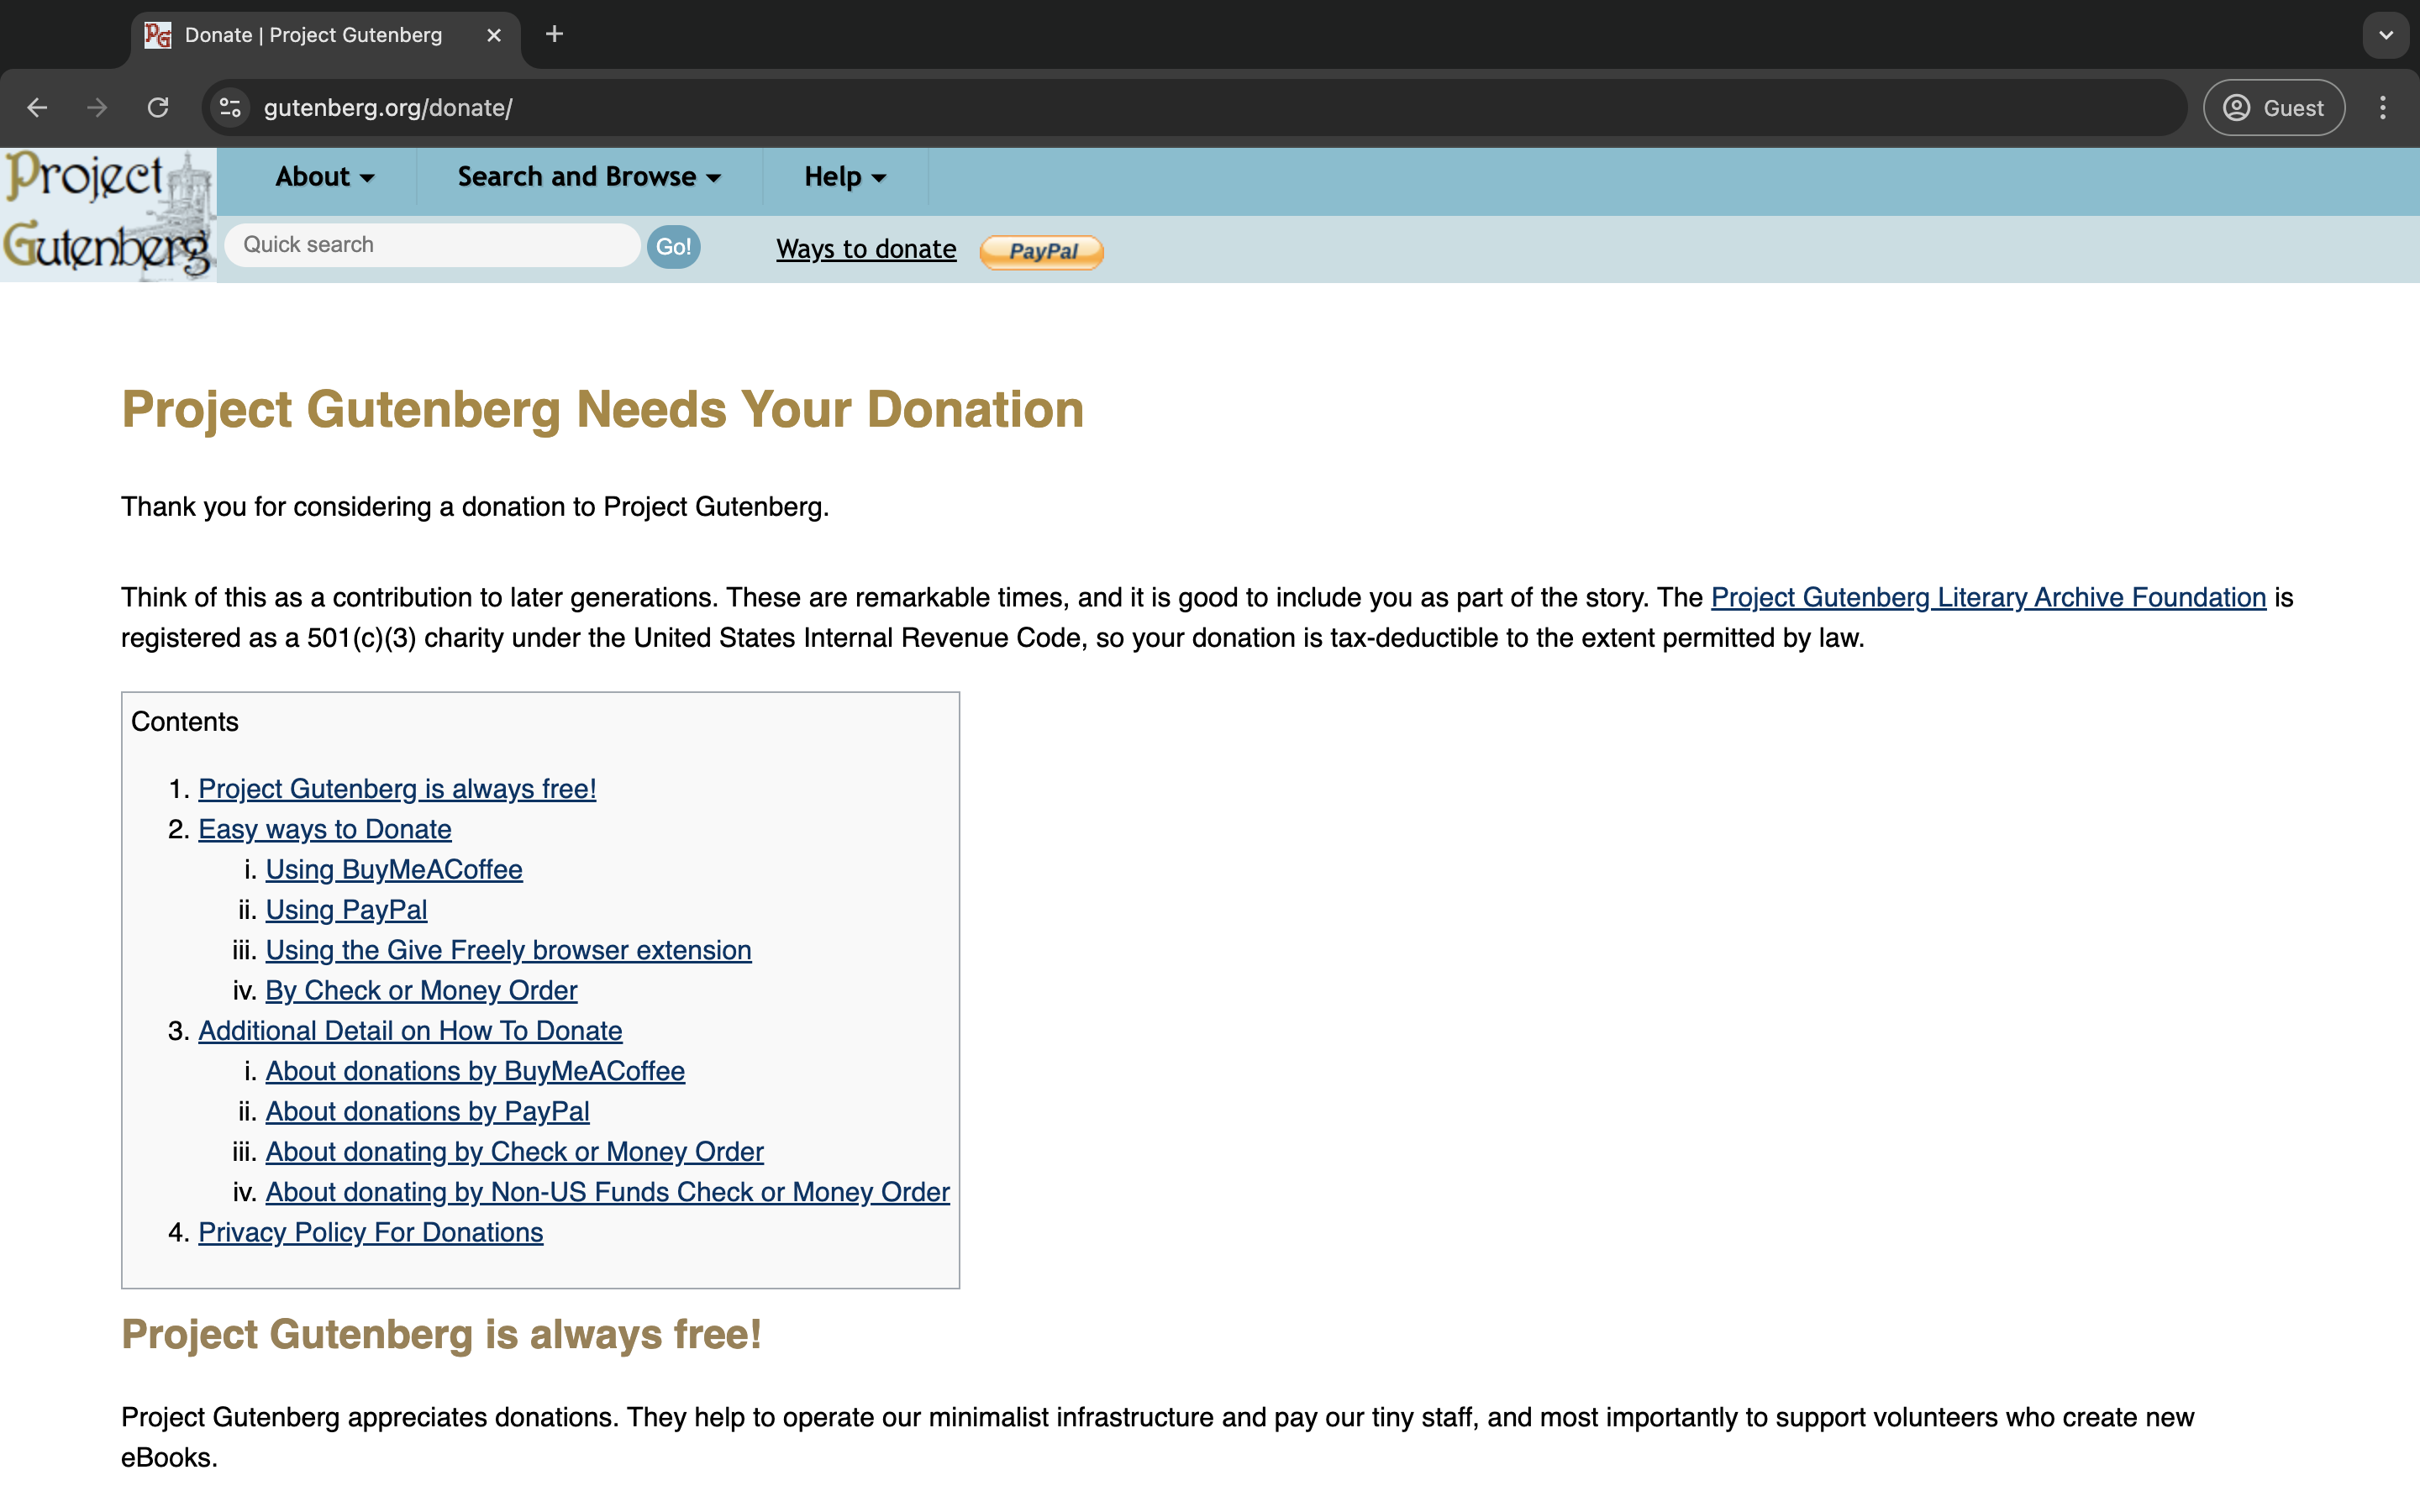 Donate | Project Gutenberg
gutenberg.org/donate/
Guest
Project
Gutenberg
About
Search and Browse
Help
Quick search
Go!
Ways to donate
PayPal
Project Gutenberg Needs Your Donation
Thank you for considering a donation to Project Gutenberg.
Think of this as a contribution to later generations. These are remarkable times, and it is good to include you as part of the story. The Project Gutenberg Literary Archive Foundation is
registered as a 501(c)(3) charity under the United States Internal Revenue Code, so your donation is tax-deductible to the extent permitted by law.
Contents
1. Project Gutenberg is always free!
2. Easy ways to Donate
i. Using BuyMeACoffee
ii. Using PayPal
iii. Using the Give Freely browser extension
iv. By Check or Money Order
3. Additional Detail on How To Donate
i. About donations by BuyMeACoffee
ii. About donations by PayPal
iii. About donating by Check or Money Order
iv. About donating by Non-US Funds Check or Money Order
4. Privacy Policy For Donations
Project Gutenberg is always free!
Project Gutenberg appreciates donations. They help to operate our minimalist infrastructure and pay our tiny staff, and most importantly to support volunteers who create new
eBooks.